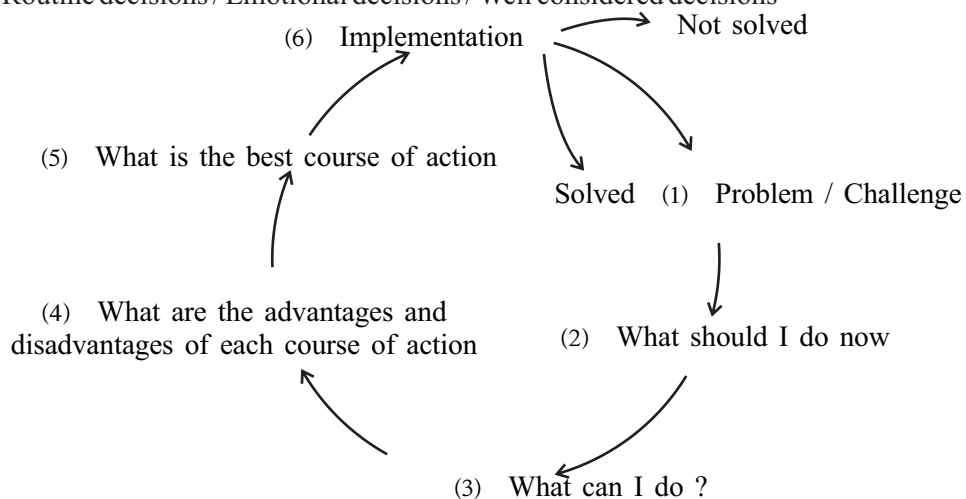 Routine decisions / Emotional decisions / Well considered decisions
(6) Implementation
Not solved
(5) What is the best course of action
Solved (1) Problem / Challenge
(4) What are the advantages and
disadvantages of each course of action
(2) What should I do now
(3) What can I do ?